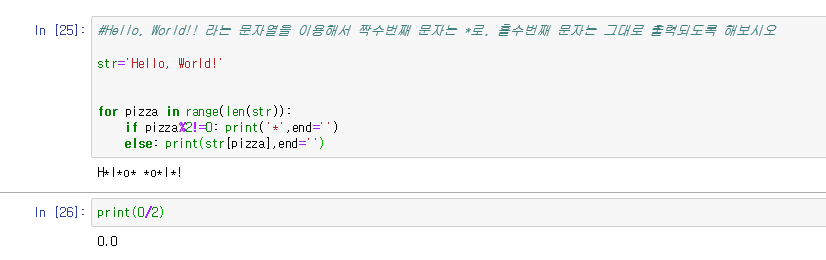 In [25]:
#Hello, World!! 라는 문자열을 이용해서 짝수번째 문자는 *로, 홀수번째 문자는 그대로 출력되도록 해보시오
str='Hello, World!'
for pizza in range(len(str)):
    if pizza%2!=0: print('*',end='')
    else: print(str[pizza],end='')
H*l*o* *o*l*!
In [26]:
print(0/2)
0.0